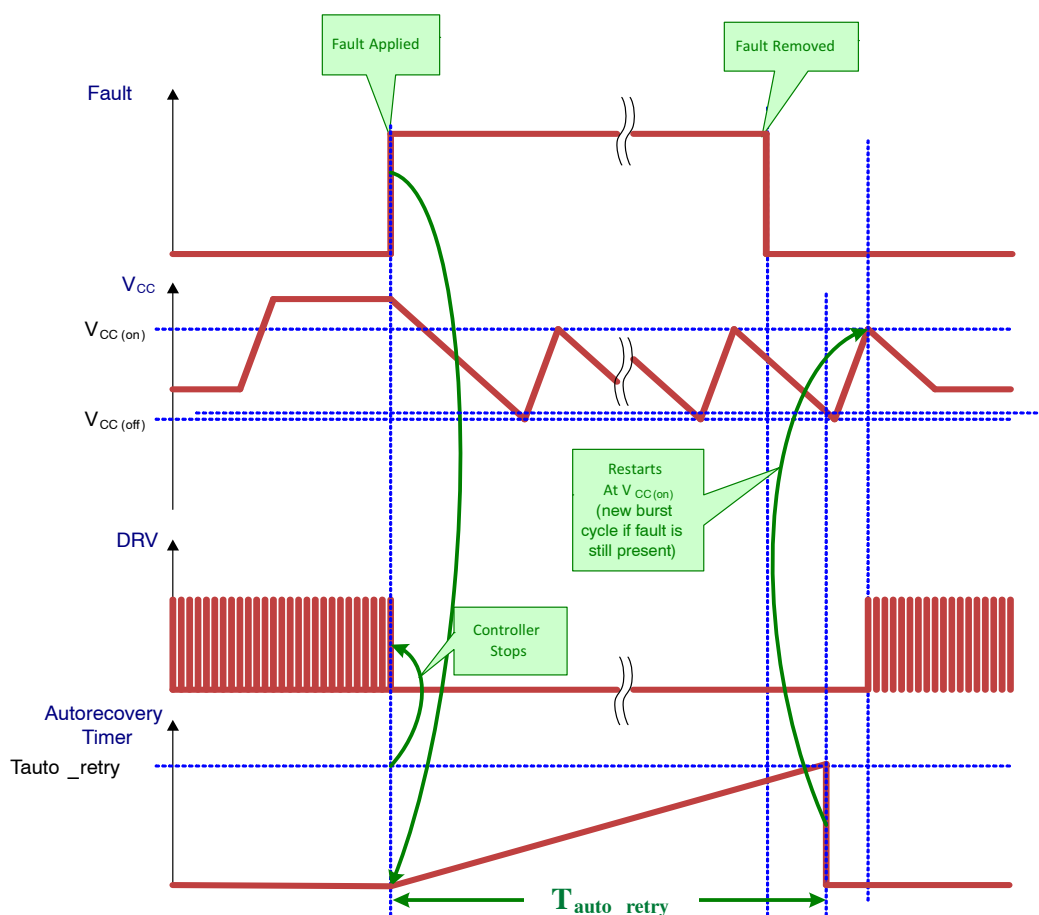 Fault Applied
Fault Removed
Fault
VCC
VCC (on)
VCC (off)
Restarts
At VCC(on)
(new burst
cycle if fault is
still present)
DRV
Controller
Stops
Autorecovery
Timer
Tauto _retry
Tauto_retry